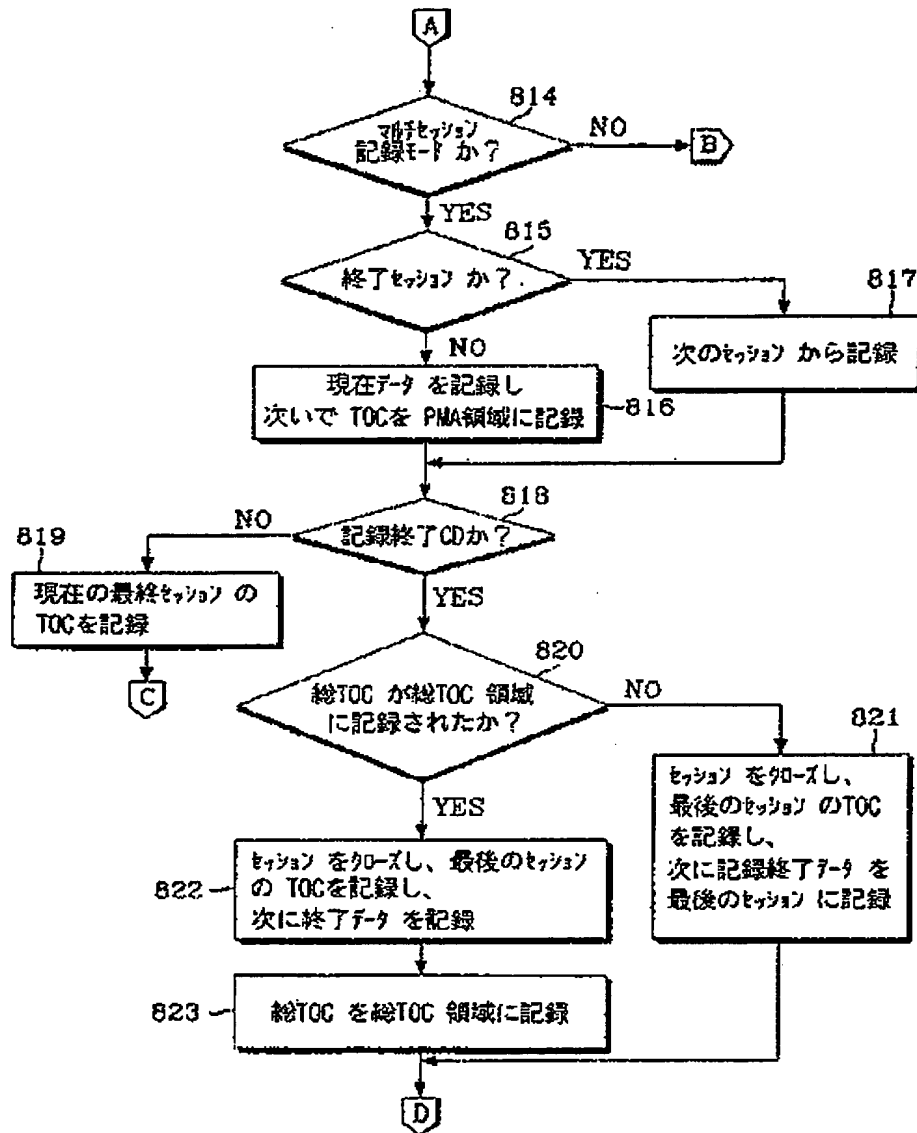 A
814
マルチセッション
記録モード か?
NO
B
YES
815
終了セッション か?
YES
817
次のセッション から記録
NO
現在データ を記録し
次いで TOCを PMA領域に記録
816
818
記録終了CDか?
NO
819
現在の最終セッション の
TOCを記録
C
YES
820
総TOC が総TOC 領域
に記録されたか?
NO
821
セッション をクローズし、
最後のセッション のTOC
を記録し、
次に記録終了データ を
最後のセッション に記録
YES
822
セッション をクローズし、最後のセッション
の TOCを記録し、
次に終了データ を記録
823
総TOC を総TOC 領域に記録
D